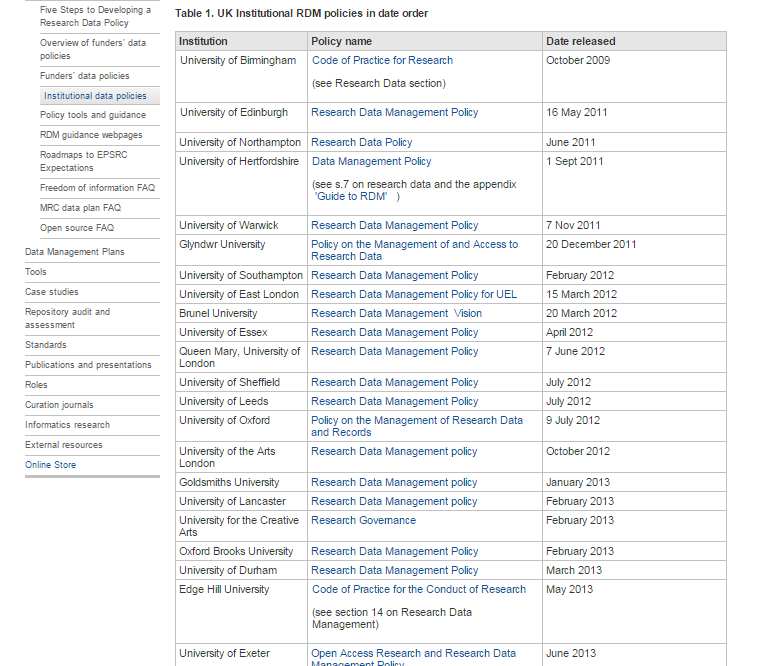 Five Steps to Developing a
Research Data Policy
Overview of funders' data
policies
Funders' data policies
Institutional data policies
Policy tools and guidance
RDM guidance webpages
Roadmaps to EPSRC
Expectations
Freedom of information FAQ
MRC data plan FAQ
Open source FAQ
Data Management Plans
Tools
Case studies
Repository audit and
assessment
Standards
Publications and presentations
Roles
Curation journals
Informatics research
External resources
Online Store
Table 1. UK Institutional RDM policies in date order
Institution Policy name Date released
University of Birmingham Code of Practice for Research October 2009
(see Research Data section)
University of Edinburgh Research Data Management Policy 16 May 2011
University of Northampton Research Data Policy June 2011
University of Hertfordshire Data Management Policy 1 Sept 2011
(see s.7 on research data and the appendix
'Guide to RDM' )
University of Warwick Research Data Management Policy 7 Nov 2011
Glyndwr University Policy on the Management of and Access to 20 December 2011
Research Data
University of Southampton Research Data Management Policy February 2012
University of East London Research Data Management Policy for UEL 15 March 2012
Brunel University Research Data Management Vision 20 March 2012
University of Essex Research Data Management Policy April 2012
Queen Mary, University of Research Data Management Policy 7 June 2012
London
University of Sheffield Research Data Management Policy July 2012
University of Leeds Research Data Management Policy July 2012
University of Oxford Policy on the Management of Research Data 9 July 2012
and Records
University of the Arts Research Data Management policy October 2012
London
Goldsmiths University Research Data Management policy January 2013
University of Lancaster Research Data Management policy February 2013
University for the Creative Research Governance February 2013
Arts
Oxford Brooks University Research Data Management Policy February 2013
University of Durham Research Data Management Policy March 2013
Edge Hill University Code of Practice for the Conduct of Research May 2013
(see section 14 on Research Data
Management)
University of Exeter Open Access Research and Research Data June 2013
Management Policy